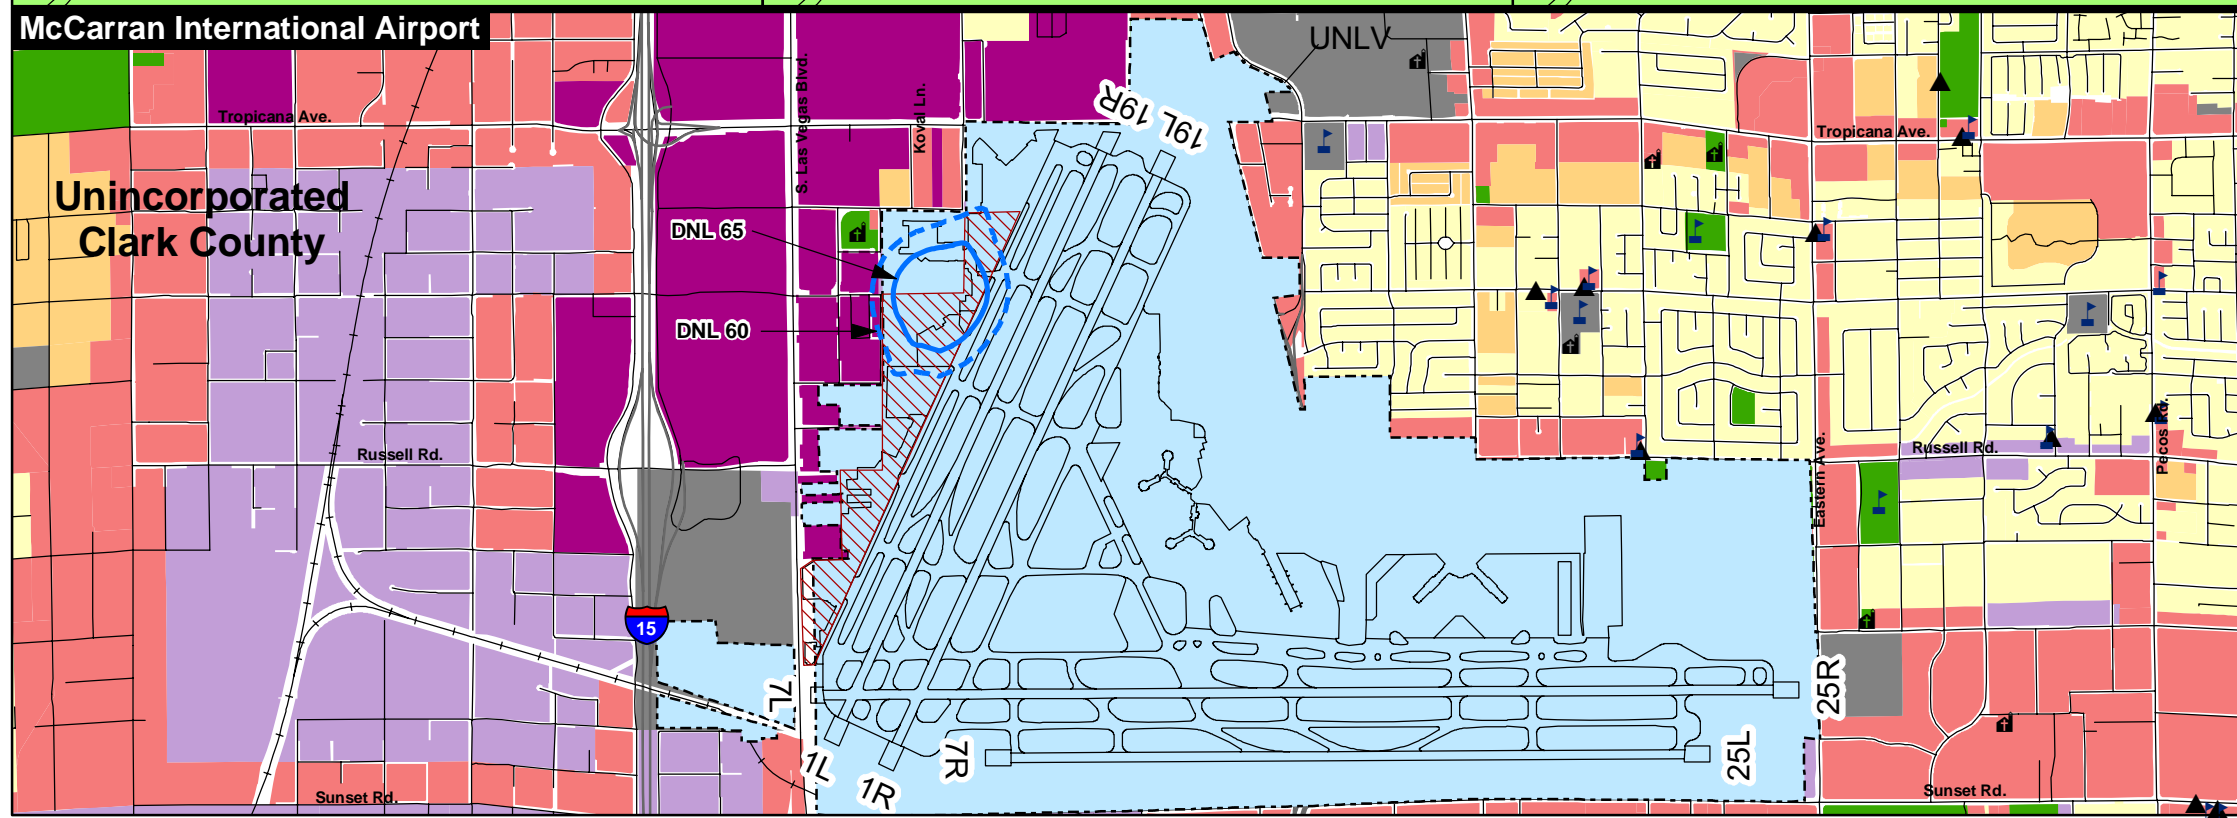 McCarran International Airport
UNLV
S. Las Vegas Blvd.
Koval Ln.
Tropicana Ave.
19R
19L
Tropicana Ave.
Unincorporated
Clark County
DNL 65
DNL 60
Russell Rd.
Eastern Ave.
Russell Rd.
Pecos Rd.
15
7L
25R
1L
1R
7R
25L
Sunset Rd.
Sunset Rd.